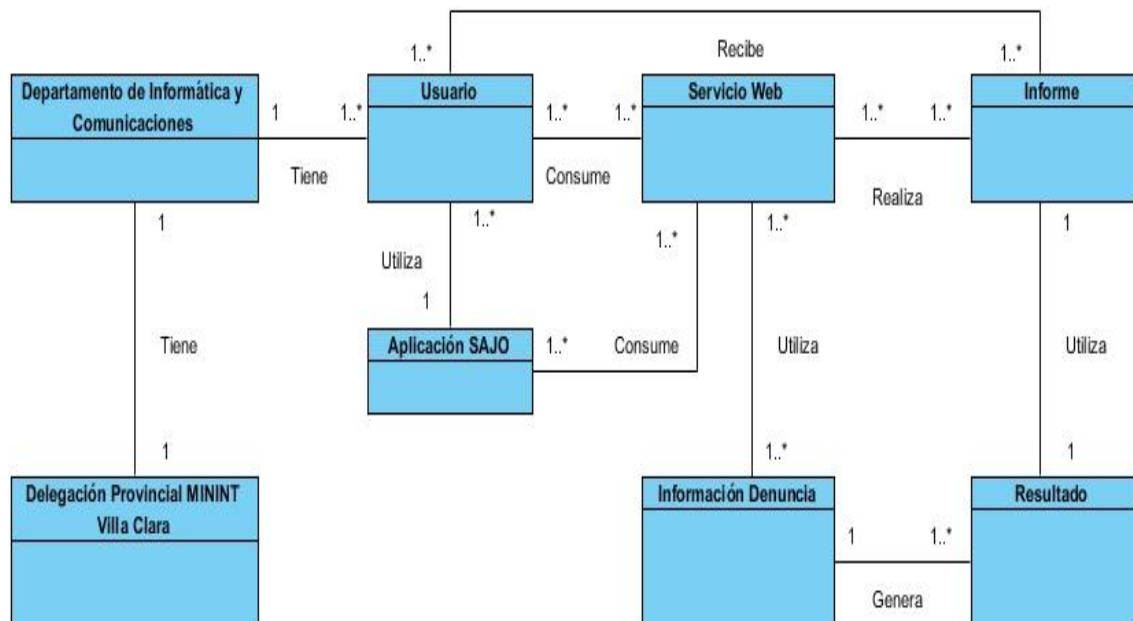 1..*
Recibe
1..*
Departamento de Informática y
Comunicaciones
Usuario
Servicio Web
Informe
1
1..*
1..*
1..*
1..*
1..*
Tiene
Consume
Realiza
1
1..*
1..*
1..*
1
Utiliza
1
Tiene
Aplicación SAJO
1..*
Consume
Utiliza
Utiliza
1
1..*
1
Delegación Provincial MININT
Villa Clara
Información Denuncia
Resultado
1
1..*
Genera